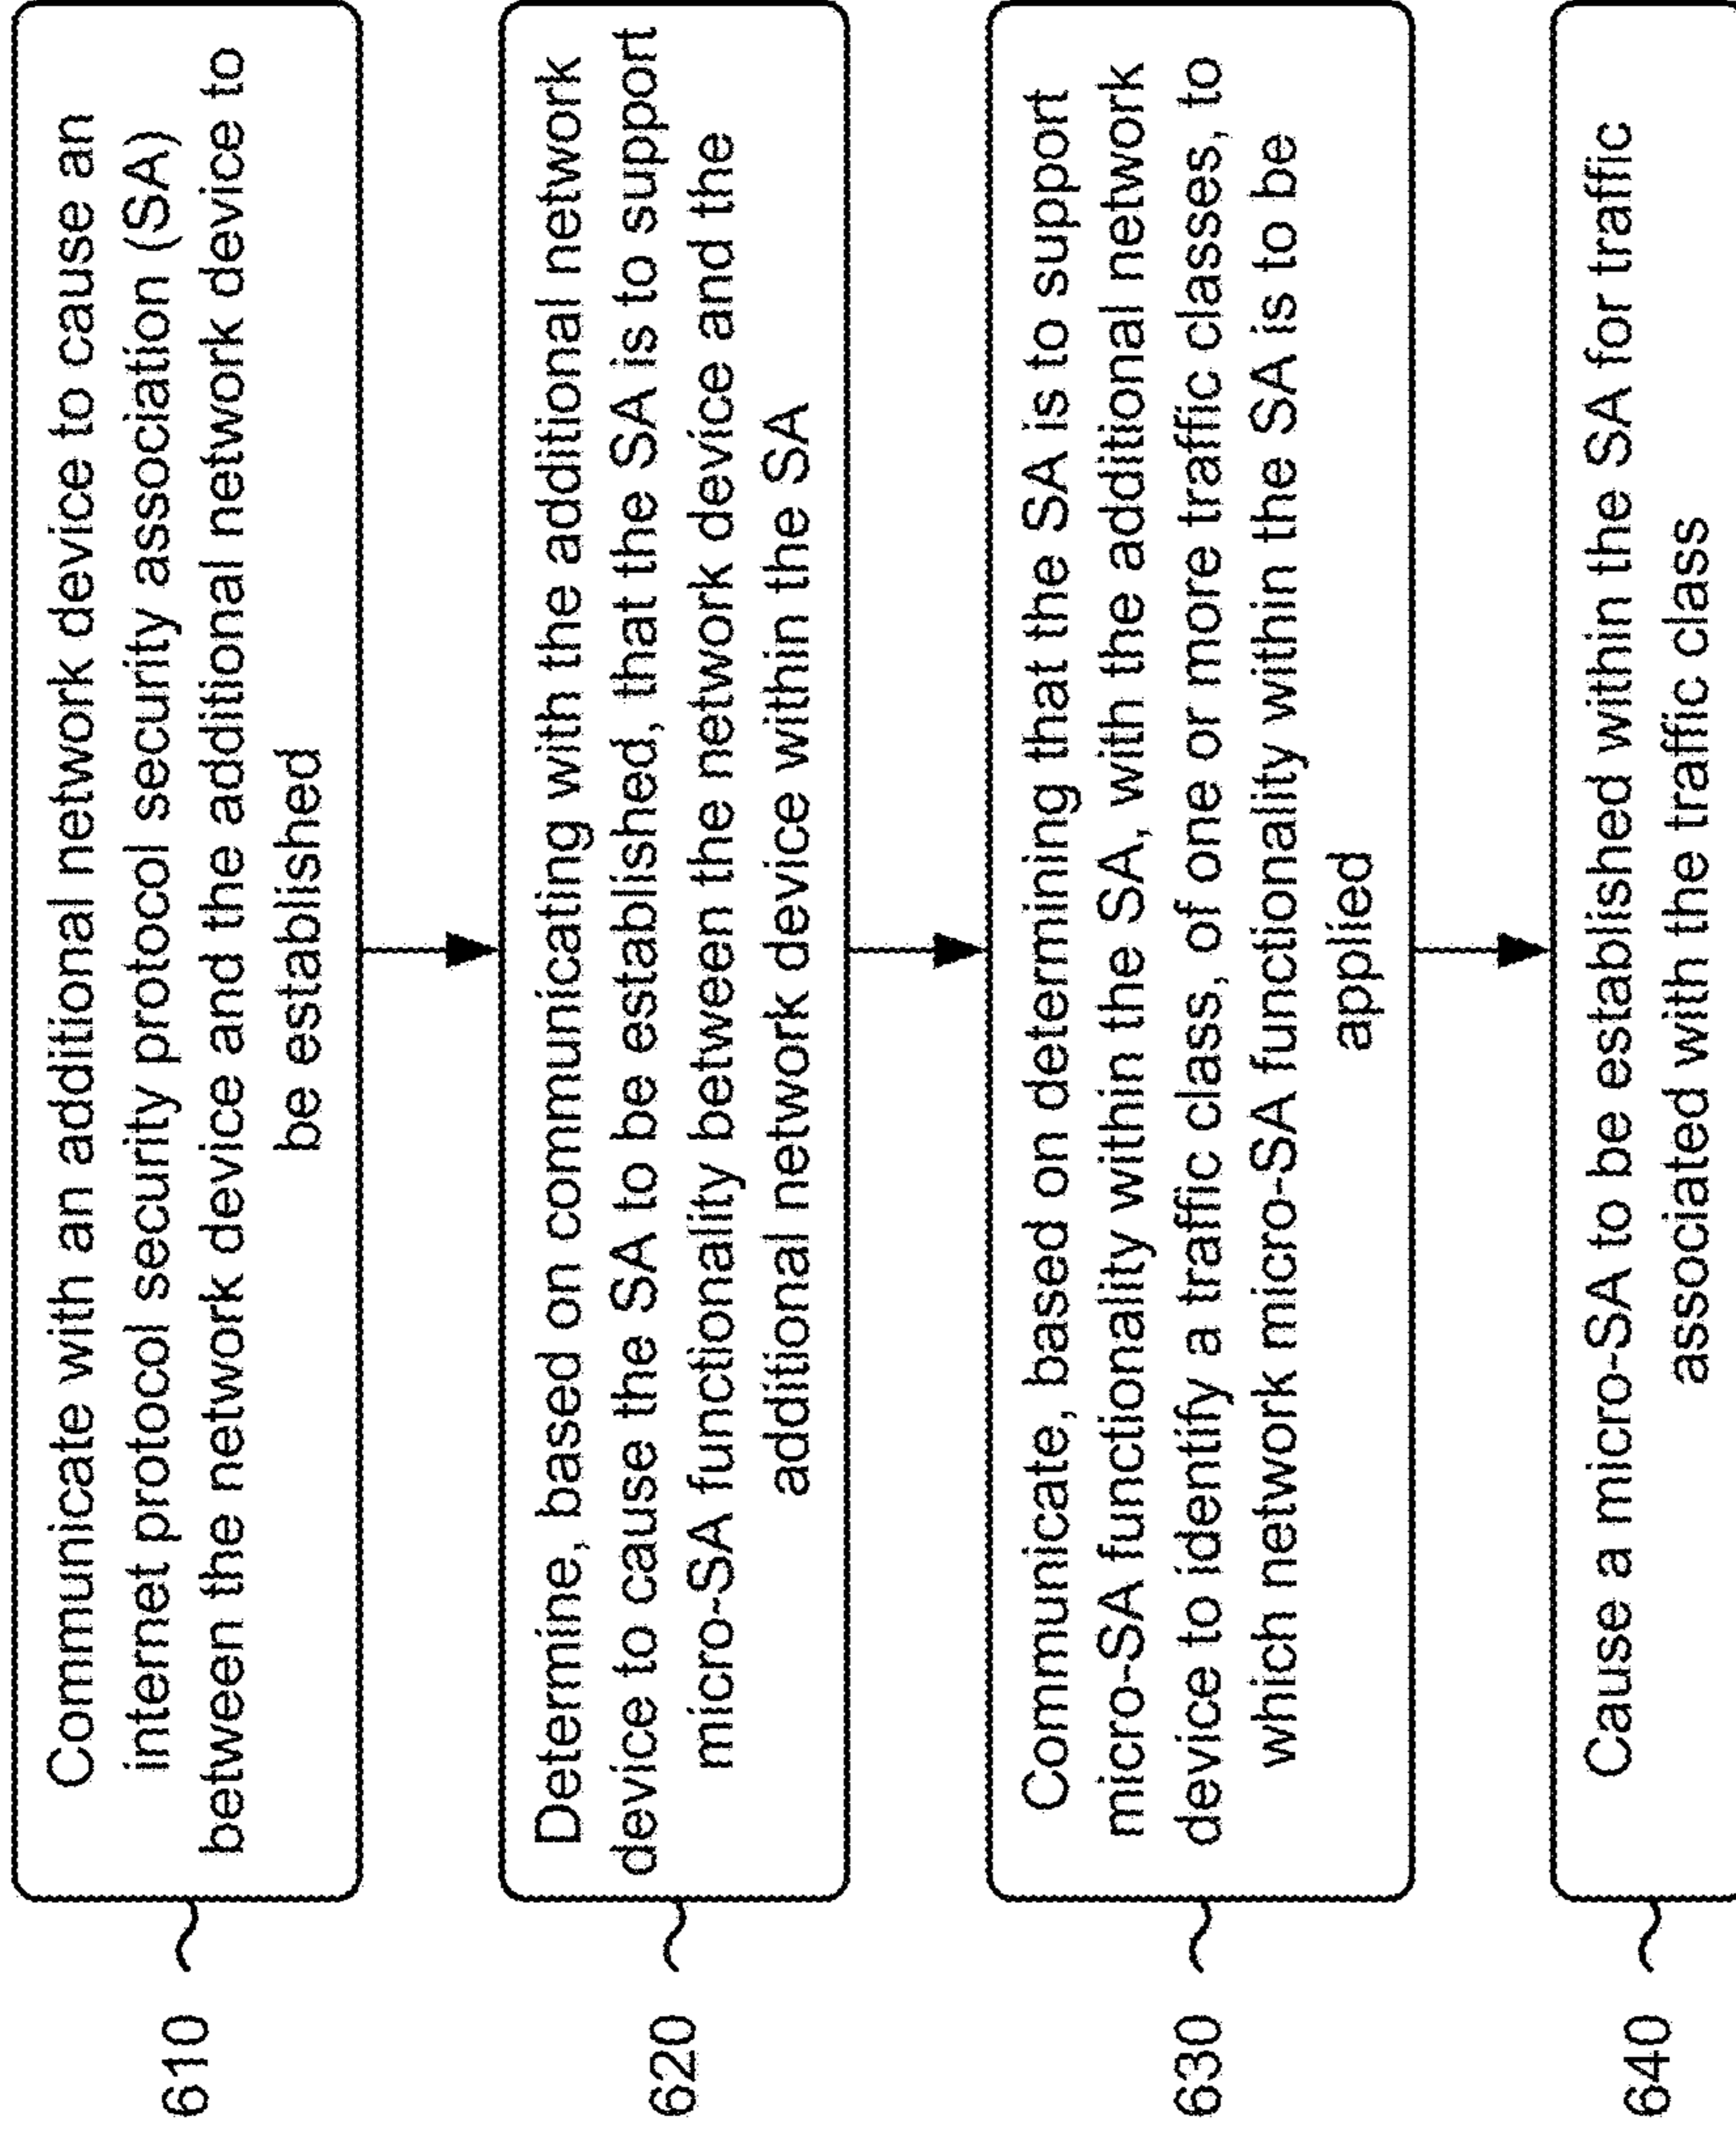 610
Communicate with an additional network device to cause an
internet protocol security protocol security association (SA)
between the network device and the additional network device to
be established
620
Determine, based on communicating with the additional network
device to cause the SA to be established, that the SA is to support
micro-SA functionality between the network device and the
additional network device within the SA
630
Communicate, based on determining that the SA is to support
micro-SA functionality within the SA, with the additional network
device to identify a traffic class, of one or more traffic classes, to
which network micro-SA functionality within the SA is to be
applied
640
Cause a micro-SA to be established within the SA for traffic
associated with the traffic class